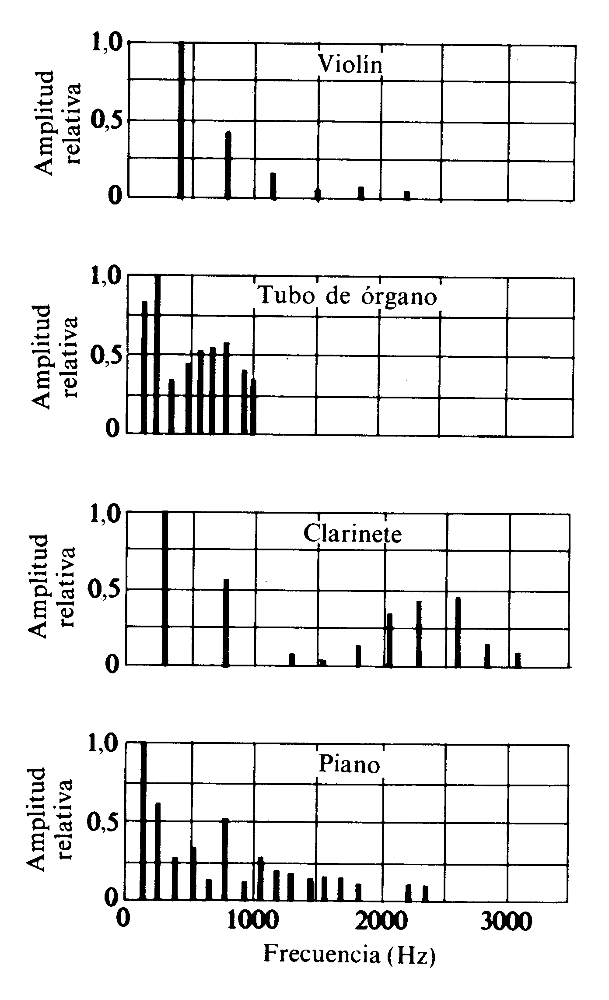 1,0
Violín
Amplitud
relativa
0,5
0
1,0
Tubo de órgano
Amplitud
relativa
0,5
0
1,0
Clarinete
Amplitud
relativa
0,5
0
1,0
Piano
Amplitud
relativa
0,5
0
0 1000 2000 3000
Frecuencia (Hz)